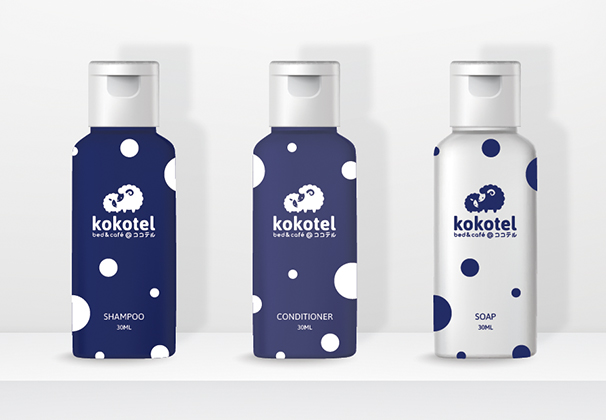 kokotel
bed & café @ ココテル
SHAMPOO
30ML
kokotel
bed & café @ ココテル
CONDITIONER
30ML
kokotel
bed & café @ ココテル
SOAP
30ML